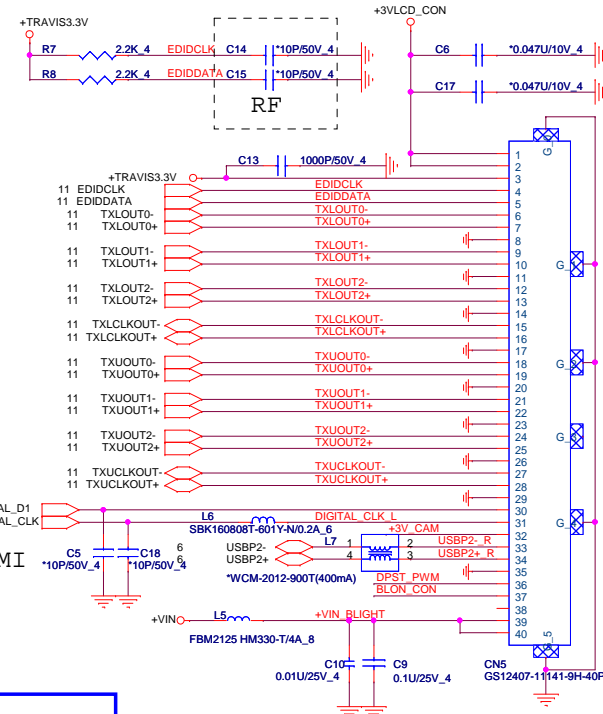 +TRAVIS3.3V
+3VLCD_CON
R7 2.2K_4 EDIDCLK C14 *10P/50V_4
R8 2.2K_4 EDIDDATA C15 *10P/50V_4
RF
C6 *0.047U/10V_4
C17 *0.047U/10V_4
G_0
C13 1000P/50V_4
1
2
+TRAVIS3.3V 3
11 EDIDCLK EDIDCLK 4
11 EDIDDATA EDIDDATA 5
11 TXLOUT0- TXLOUT0- 6
11 TXLOUT0+ TXLOUT0+ 7
8
11 TXLOUT1- TXLOUT1- 9
11 TXLOUT1+ TXLOUT1+ 10 G_1
11
11 TXLOUT2- TXLOUT2- 12
11 TXLOUT2+ TXLOUT2+ 13
14
11 TXLCLKOUT- TXLCLKOUT- 15
11 TXLCLKOUT+ TXLCLKOUT+ 16
17
11 TXUOUT0- TXUOUT0- 18 G_2
11 TXUOUT0+ TXUOUT0+ 19
20
11 TXUOUT1- TXUOUT1- 21
11 TXUOUT1+ TXUOUT1+ 22
23
11 TXUOUT2- TXUOUT2- 24 G_3
11 TXUOUT2+ TXUOUT2+ 25
26
11 TXUCLKOUT- TXUCLKOUT- 27
11 TXUCLKOUT+ TXUCLKOUT+ 28
29
AL_D1 30
AL_CLK L6 DIGITAL_CLK_L 31 G_4
SBK160808T-601Y-N/0.2A_6
+3V_CAM 32
6 USBP2- L7 1 2 USBP2-_R 33
6 USBP2+ 4 3 USBP2+_R 34
C5 C18
*10P/50V_4 *10P/50V_4
MI
*WCM-2012-900T(400mA)
35
DPST_PWM 36
BLON_CON 37
38
+VIN L5 +VIN_BLIGHT 39
FBM2125 HM330-T/4A_8
40
G_5
C10 C9
0.01U/25V_4 0.1U/25V_4
CN5
GS12407-11141-9H-40P